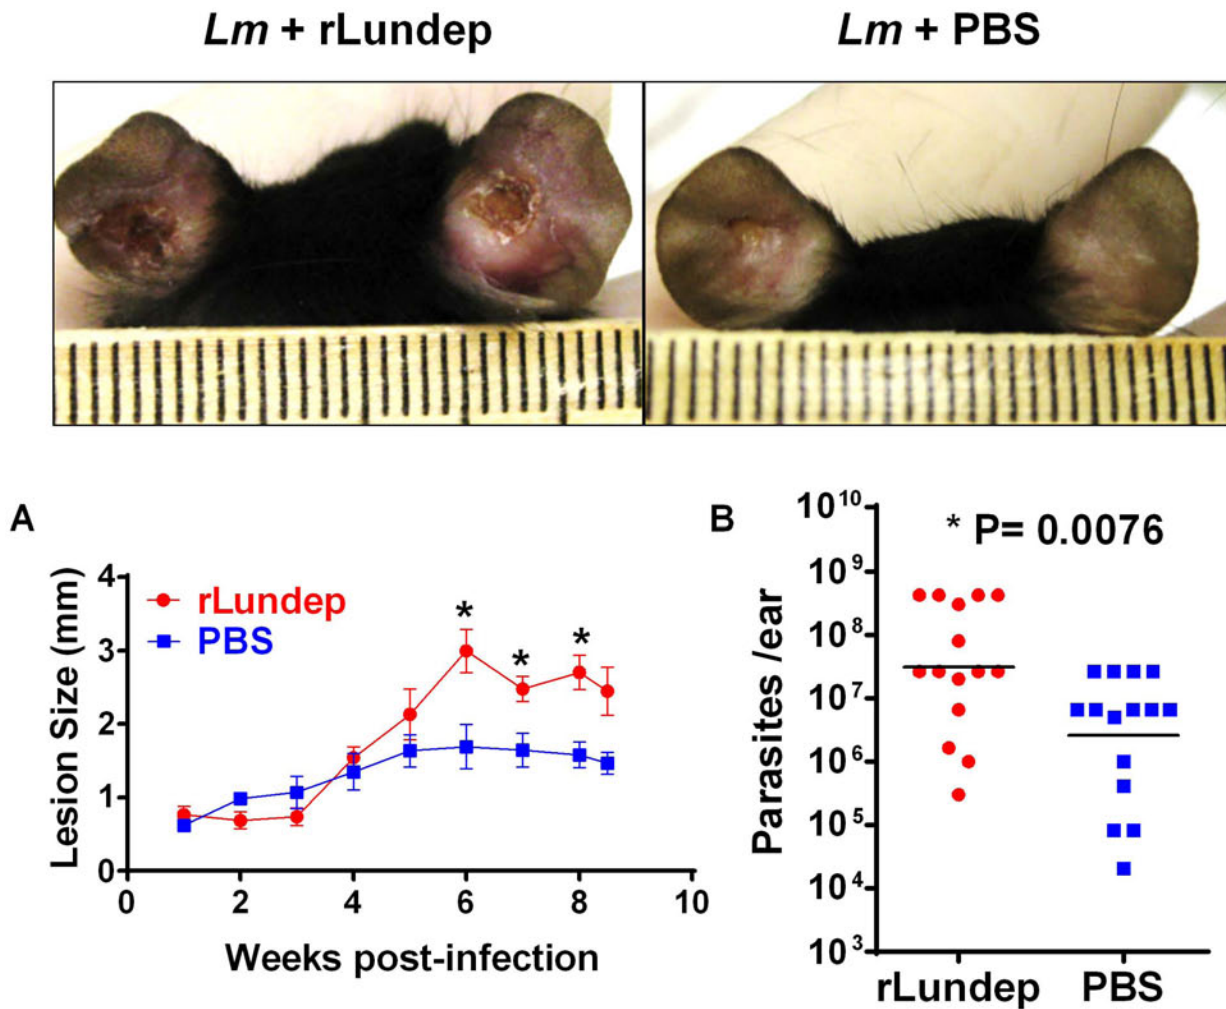 Lm + rLundep
Lm + PBS
A
Lesion Size (mm)
4
3
2
1
0
rLundep
PBS
*
*
*
0
2
4
6
8
10
Weeks post-infection
B
Parasites /ear
10^10
10^9
10^8
10^7
10^6
10^5
10^4
10^3
* P= 0.0076
rLundep
PBS